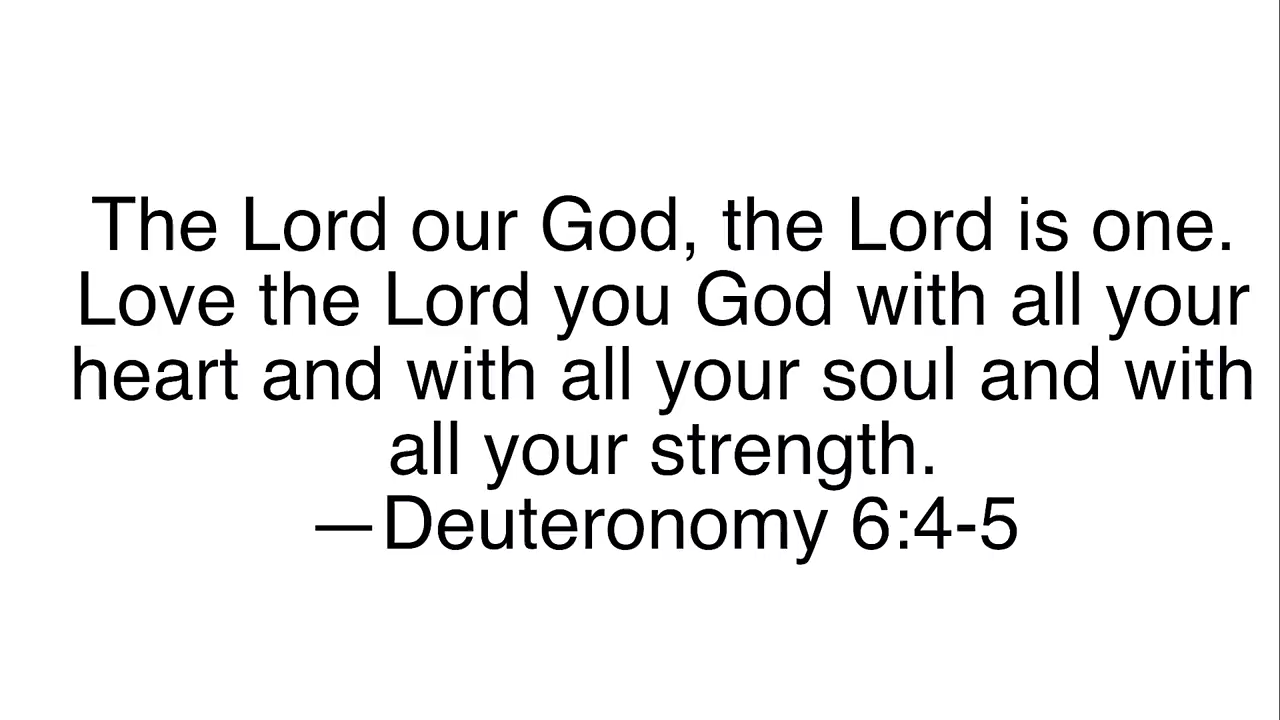 The Lord our God, the Lord is one.
Love the Lord you God with all your
heart and with all your soul and with
all your strength.
—Deuteronomy 6:4-5